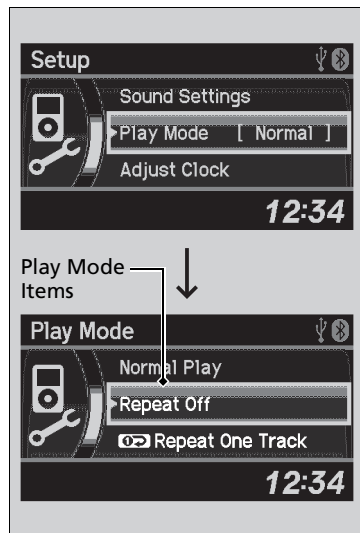 Setup
Sound Settings
Play Mode [ Normal ]
Adjust Clock
12:34
Play Mode
Items
Play Mode
Normal Play
Repeat Off
Repeat One Track
12:34